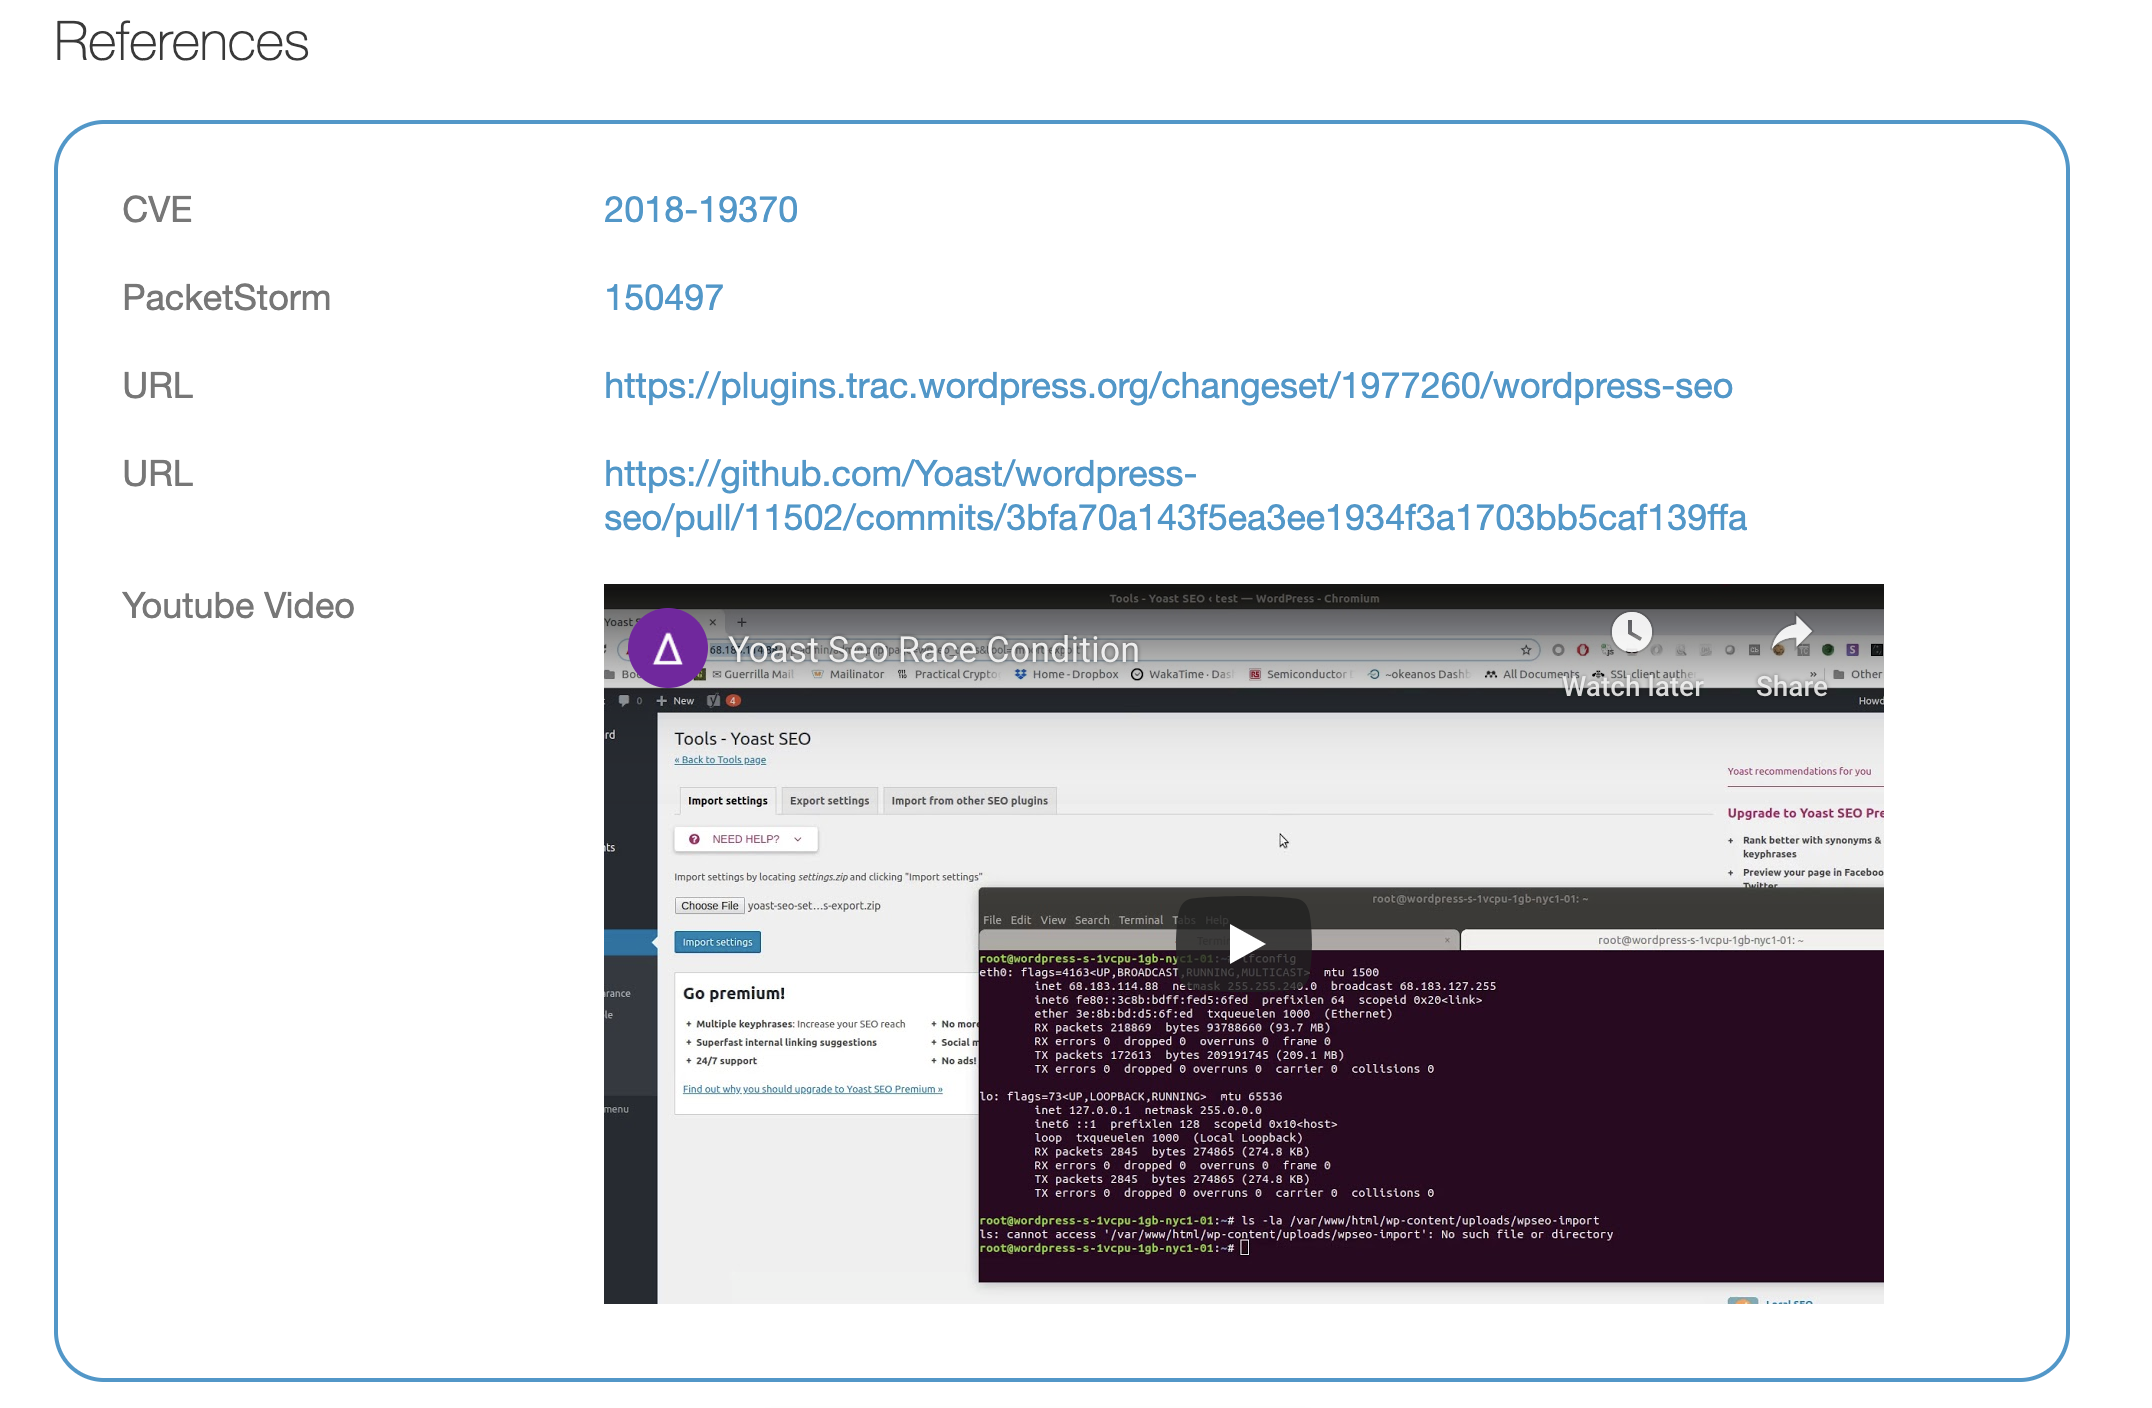 References
CVE
2018-19370
PacketStorm
150497
URL
https://plugins.trac.wordpress.org/changeset/1977260/wordpress-seo
URL
https://github.com/Yoast/wordpress-
seo/pull/11502/commits/3bfa70a143f5ea3ee1934f3a1703bb5caf139ffa
Youtube Video
Tools - Yoast SEO ‹ test — WordPress - Chromium
Yoast
Yoast Seo Race Condition
Guerrilla Mail Mailinator Practical Crypto Home - Dropbox WakaTime - Das Semiconductor ~okeanos Dashb All Documents SSL client authe » Other
Watch later Share
0 + New 4 Howd
Tools - Yoast SEO
« Back to Tools page
Import settings Export settings Import from other SEO plugins
NEED HELP?
Import settings by locating settings.zip and clicking "Import settings"
Choose File yoast-seo-set...s-export.zip
Import settings
Go premium!
+ Multiple keyphrases: Increase your SEO reach + No more
+ Superfast internal linking suggestions + Social m
+ 24/7 support + No ads!
Find out why you should upgrade to Yoast SEO Premium »
Yoast recommendations for you
Upgrade to Yoast SEO Pre
+ Rank better with synonyms &
keyphrases
+ Preview your page in Faceboo
Twitter
rd
ts
arance
le
menu
root@wordpress-s-1vcpu-1gb-nyc1-01: ~
File Edit View Search Terminal Tabs Help
root@wordpress-s-1vcpu-1gb-nyc1-01: ~
root@wordpress-s-1vcpu-1gb-nyc1-01:~# ifconfig
eth0: flags=4163<UP,BROADCAST,RUNNING,MULTICAST> mtu 1500
inet 68.183.114.88 netmask 255.255.240.0 broadcast 68.183.127.255
inet6 fe80::3c8b:bdff:fed5:6fed prefixlen 64 scopeid 0x20<link>
ether 3e:8b:bd:d5:6f:ed txqueuelen 1000 (Ethernet)
RX packets 218869 bytes 93788660 (93.7 MB)
RX errors 0 dropped 0 overruns 0 frame 0
TX packets 172613 bytes 209191745 (209.1 MB)
TX errors 0 dropped 0 overruns 0 carrier 0 collisions 0
lo: flags=73<UP,LOOPBACK,RUNNING> mtu 65536
inet 127.0.0.1 netmask 255.0.0.0
inet6 ::1 prefixlen 128 scopeid 0x10<host>
loop txqueuelen 1000 (Local Loopback)
RX packets 2845 bytes 274865 (274.8 KB)
RX errors 0 dropped 0 overruns 0 frame 0
TX packets 2845 bytes 274865 (274.8 KB)
TX errors 0 dropped 0 overruns 0 carrier 0 collisions 0
root@wordpress-s-1vcpu-1gb-nyc1-01:~# ls -la /var/www/html/wp-content/uploads/wpseo-import
ls: cannot access '/var/www/html/wp-content/uploads/wpseo-import': No such file or directory
root@wordpress-s-1vcpu-1gb-nyc1-01:~#
Local SEO